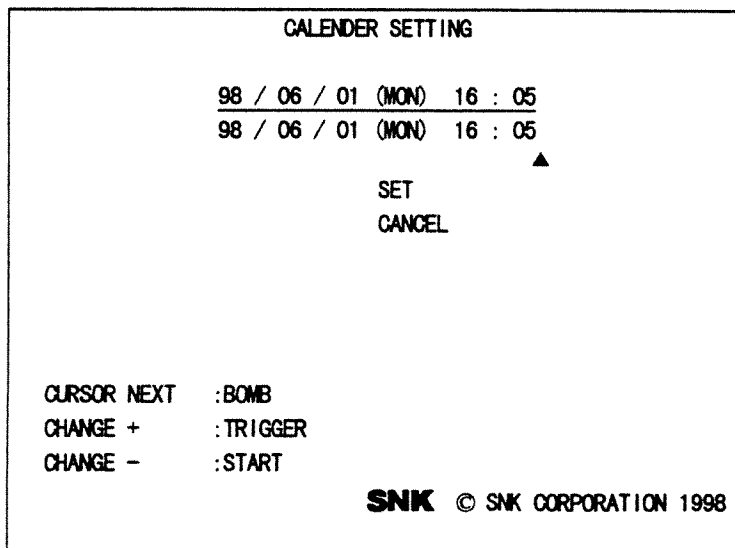 CALENDER SETTING
98 / 06 / 01 (MON) 16 : 05
98 / 06 / 01 (MON) 16 : 05
SET
CANCEL
CURSOR NEXT :BOMB
CHANGE + :TRIGGER
CHANGE - :START
SNK © SNK CORPORATION 1998